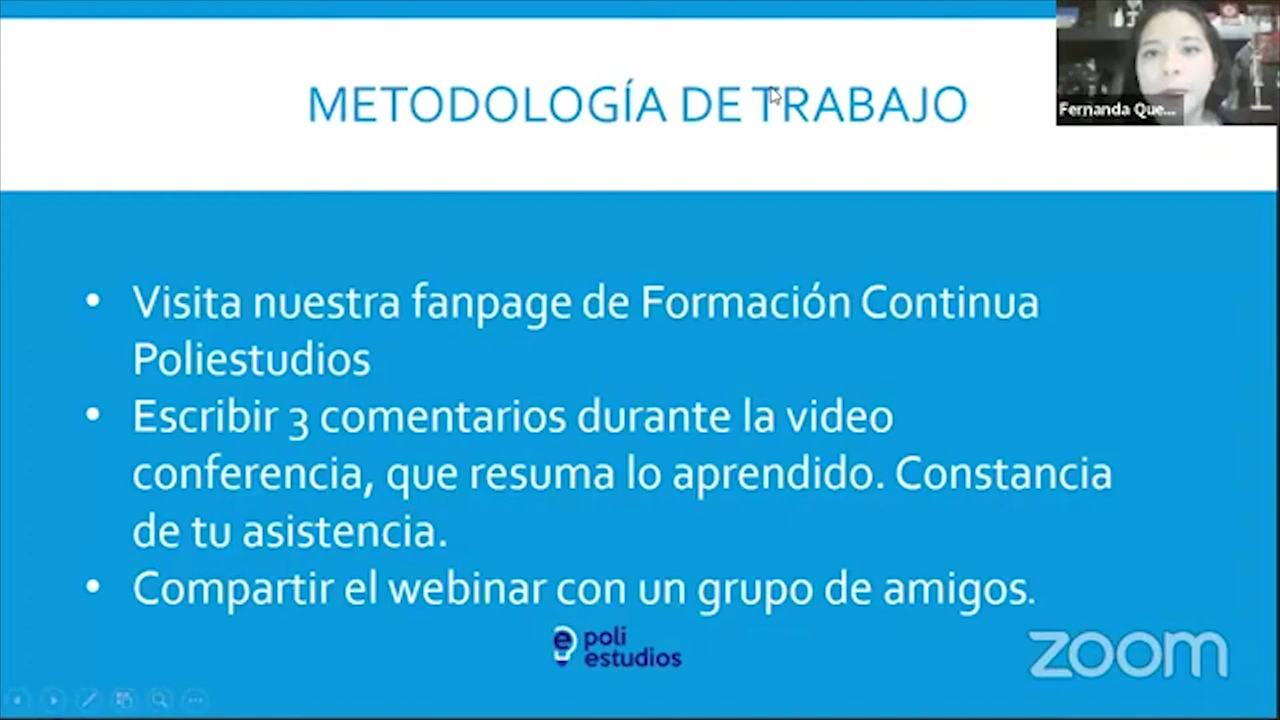 METODOLOGÍA DE TRABAJO
Fernanda Que...
• Visita nuestra fanpage de Formación Continua
Poliestudios
• Escribir 3 comentarios durante la video
conferencia, que resuma lo aprendido. Constancia
de tu asistencia.
• Compartir el webinar con un grupo de amigos.
poli
estudios
zoom